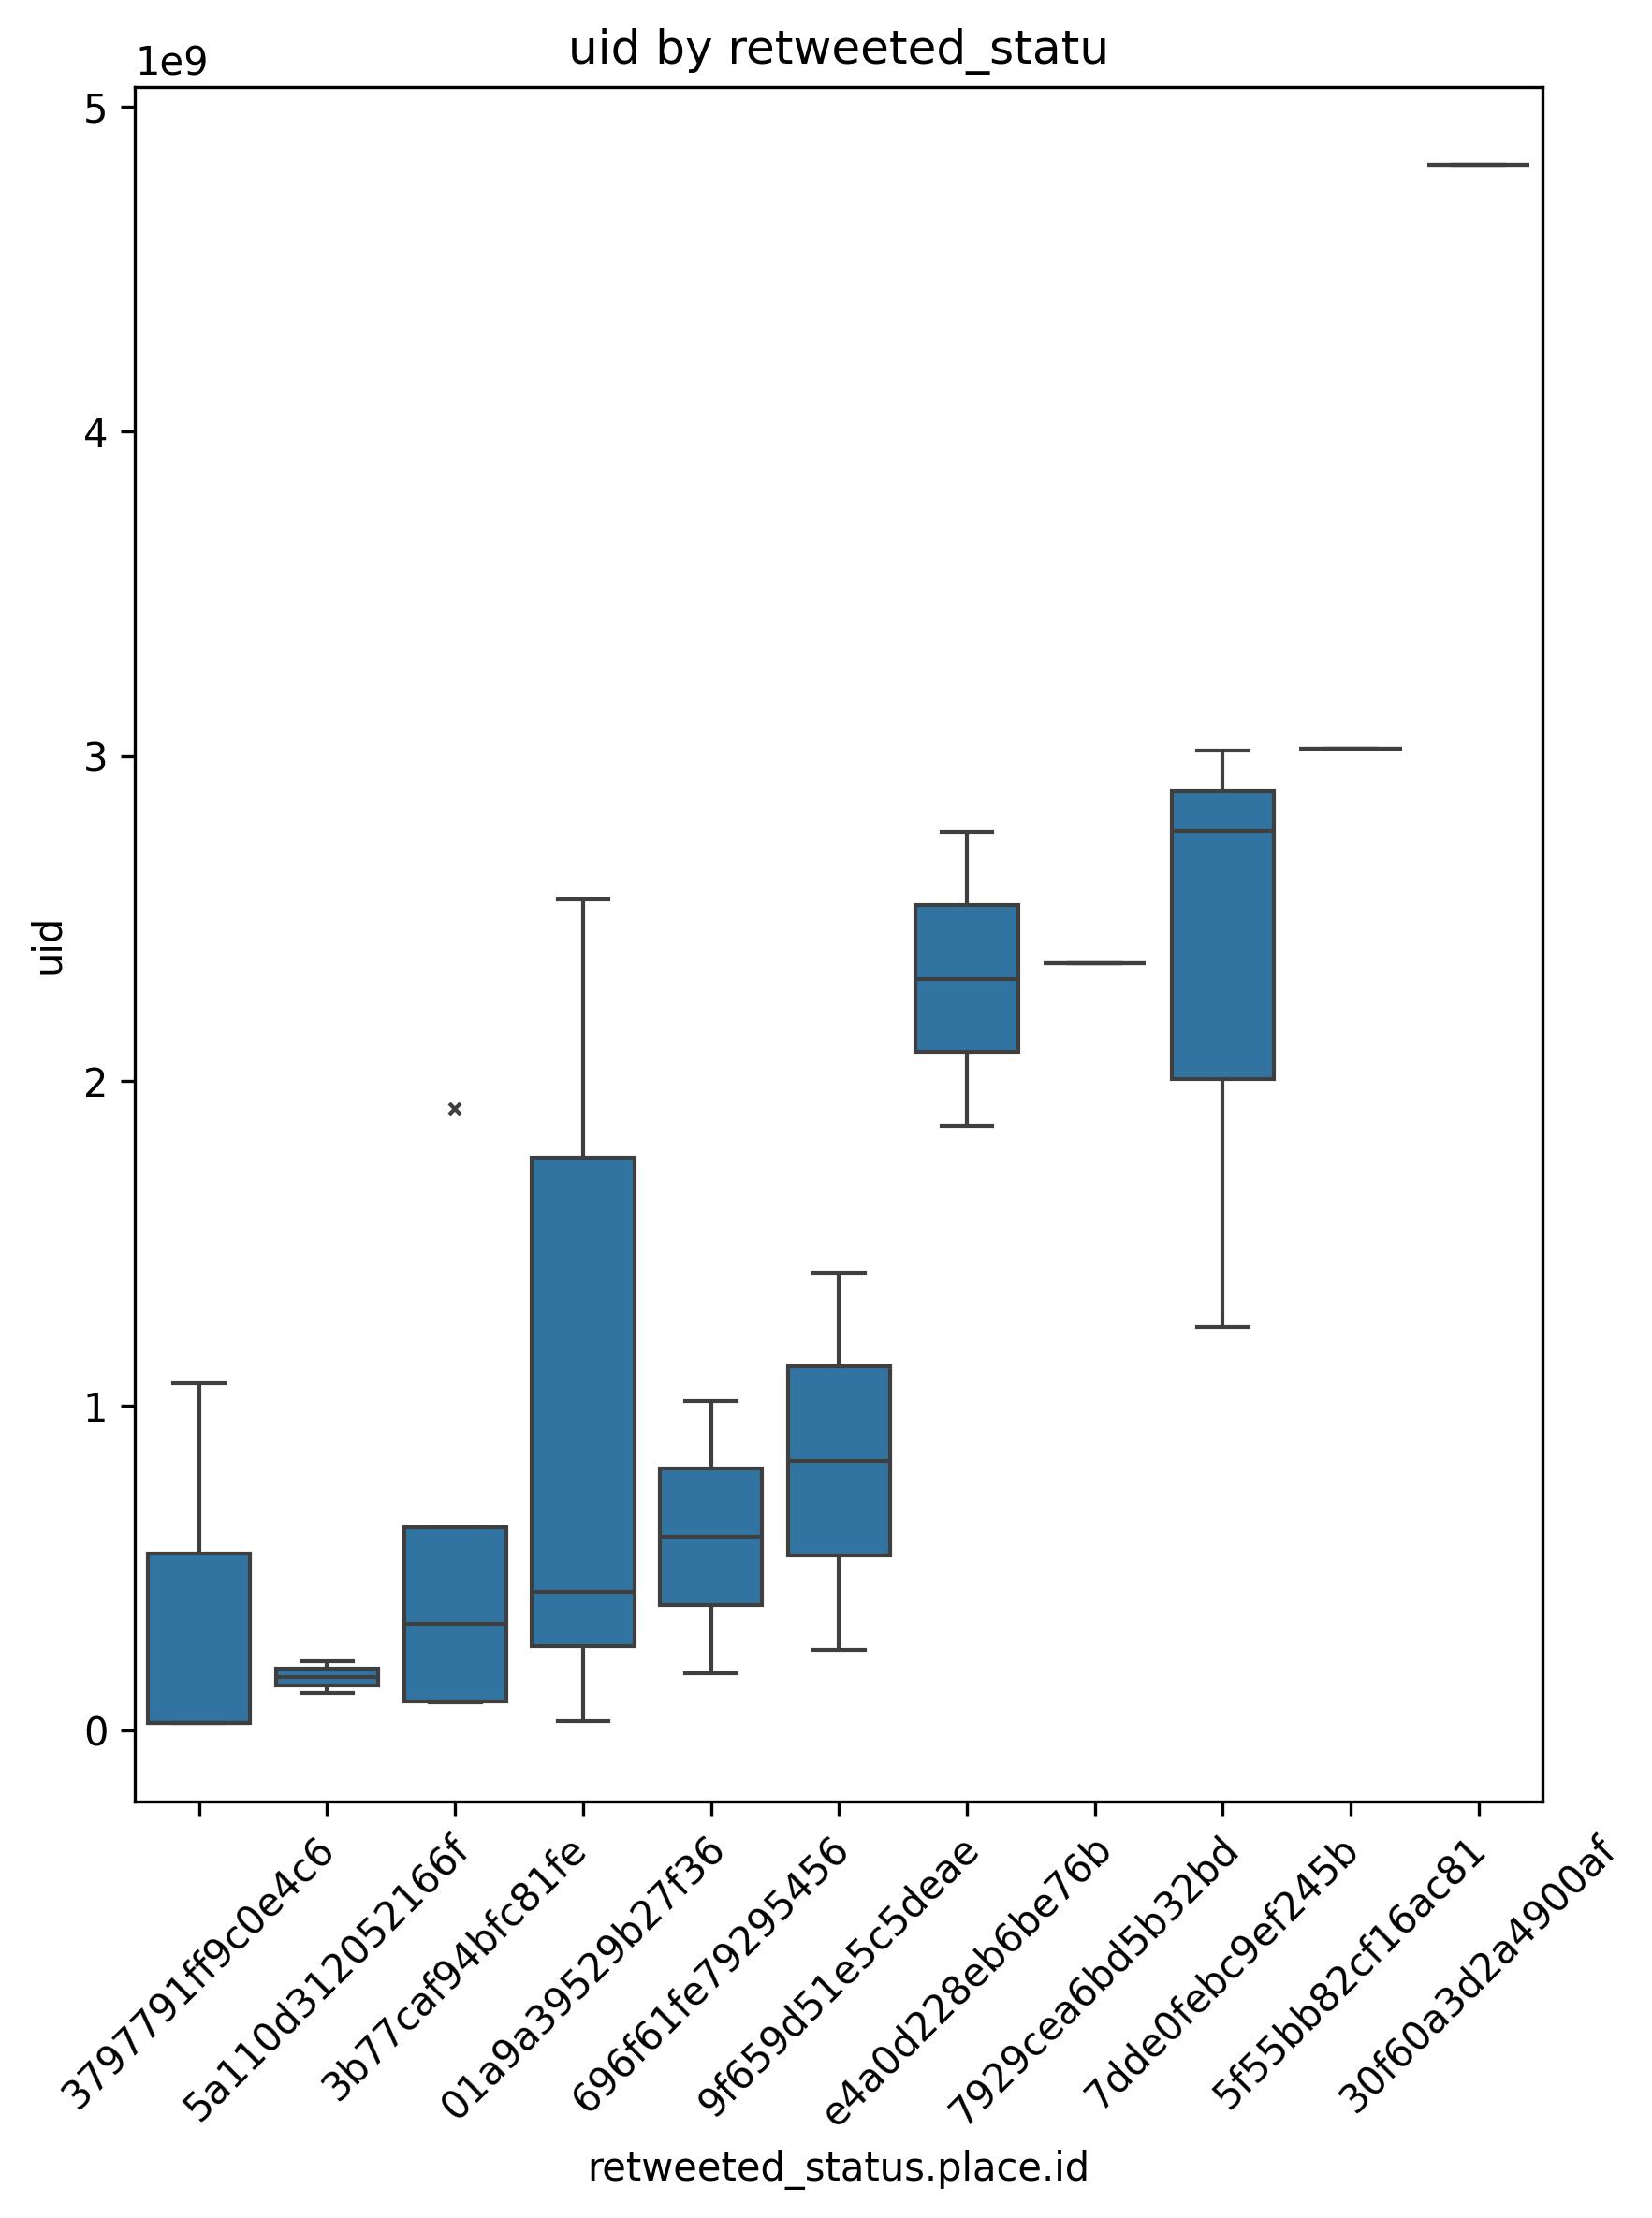 uid by retweeted_statu
1e9
5
4
3
2
1
0
uid
3797791ff9c0e4c6
5a110d312052166f
3b77caf94bfc81fe
01a9a39529b27f36
696f61fe79295456
9f659d51e5c5deae
e4a0d228eb6be76b
7929cea6bd5b32bd
7dde0febc9ef245b
5f55bb82cf16ac81
30f60a3d2a4900af
retweeted_status.place.id